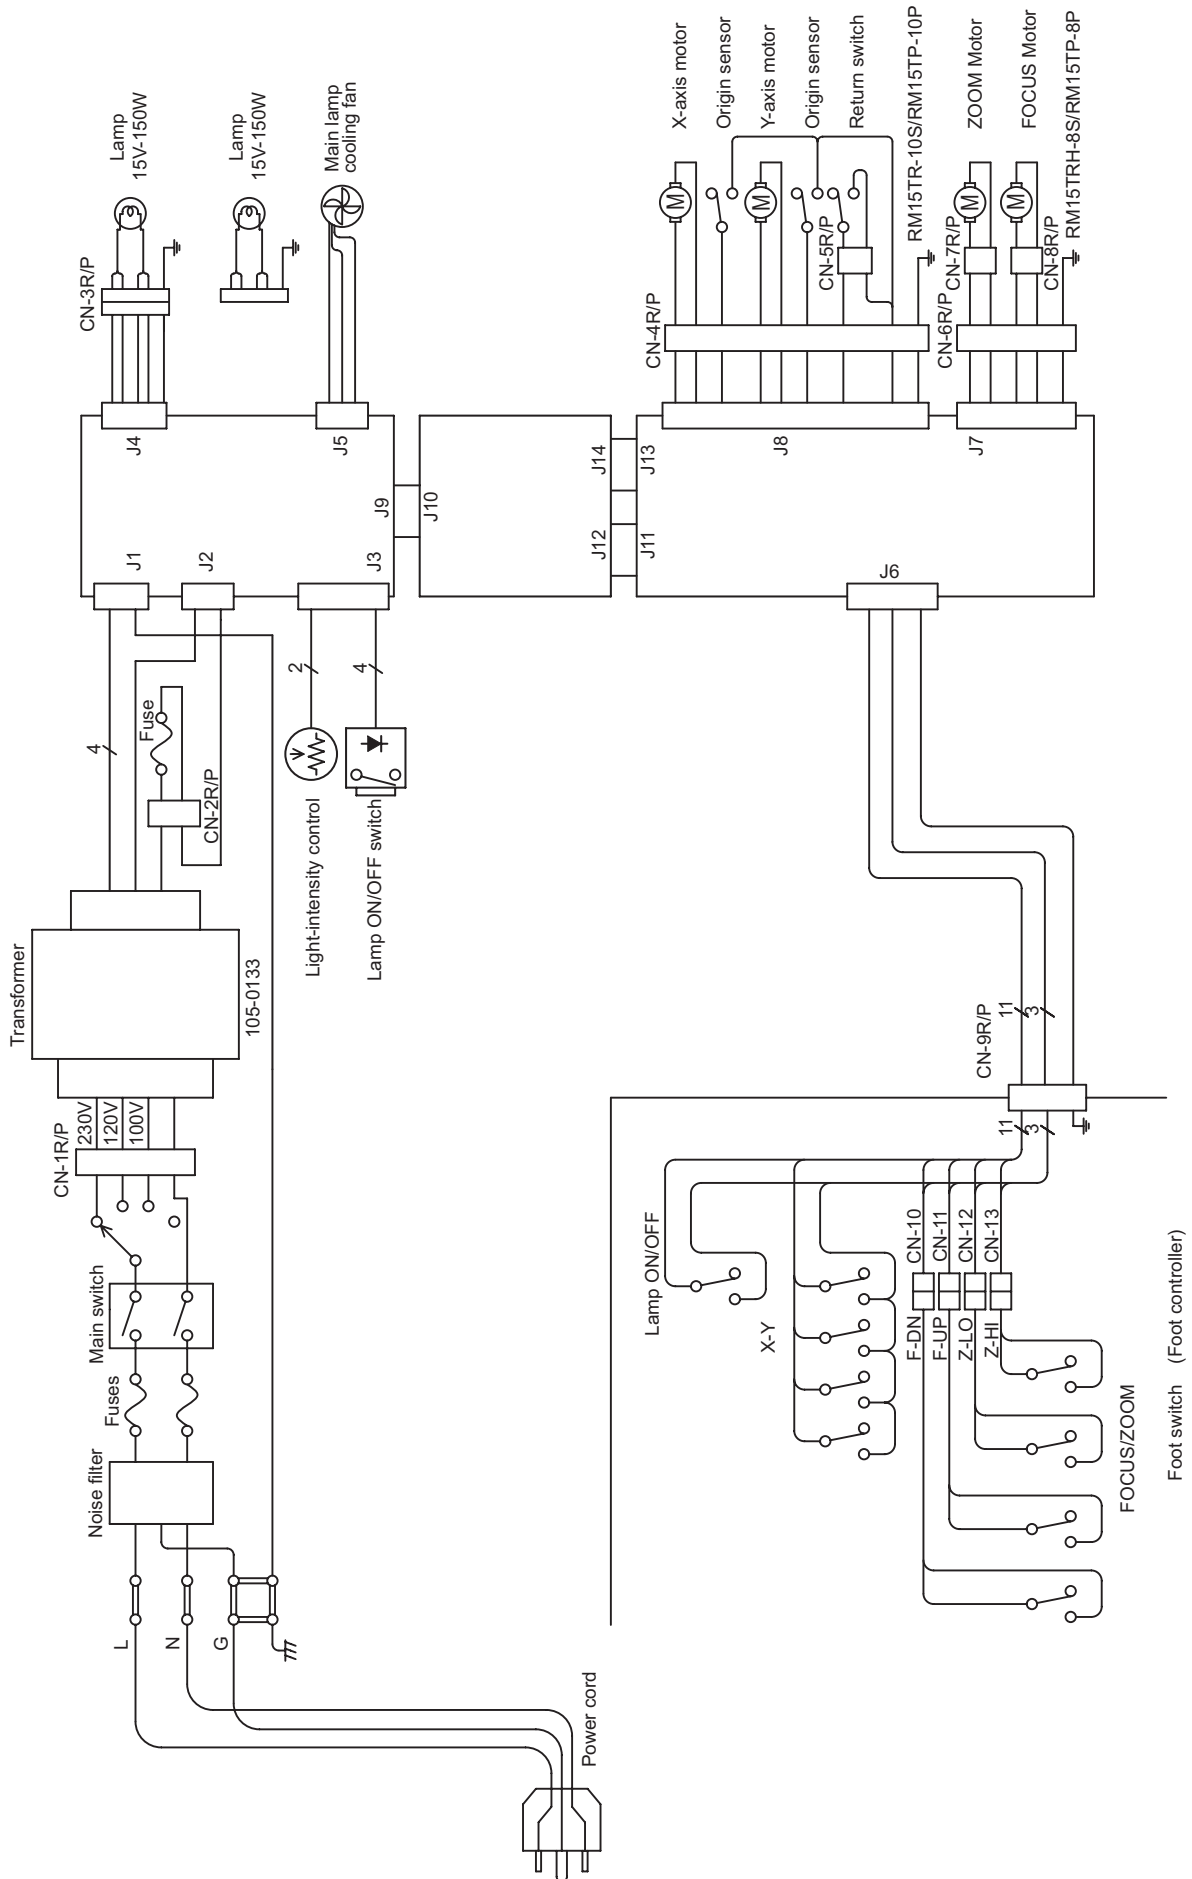 Power cord
L
N
G
Noise filter
Fuses
Main switch
CN-1R/P
230V
120V
100V
Transformer
105-0133
4
Fuse
CN-2R/P
2
Light-intensity control
4
Lamp ON/OFF switch
J1
J2
J3
J4
J5
J9
J10
J12
J14
J11
J13
J6
J8
J7
CN-3R/P
Lamp
15V-150W
Lamp
15V-150W
Main lamp
cooling fan
CN-4R/P
M
X-axis motor
Origin sensor
M
Y-axis motor
Origin sensor
Return switch
CN-5R/P
RM15TR-10S/RM15TP-10P
CN-6R/P
CN-7R/P
M
ZOOM Motor
M
FOCUS Motor
CN-8R/P
RM15TRH-8S/RM15TP-8P
CN-9R/P
11
3
11
3
Lamp ON/OFF
X-Y
F-DN
CN-10
F-UP
CN-11
Z-LO
CN-12
Z-HI
CN-13
FOCUS/ZOOM
Foot switch (Foot controller)